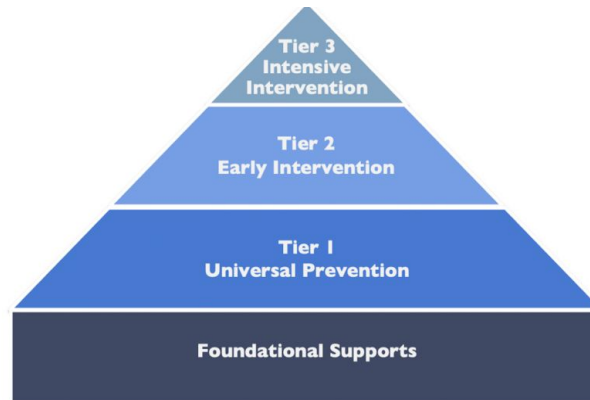 Tier 3
Intensive
Intervention
Tier 2
Early Intervention
Tier 1
Universal Prevention
Foundational Supports